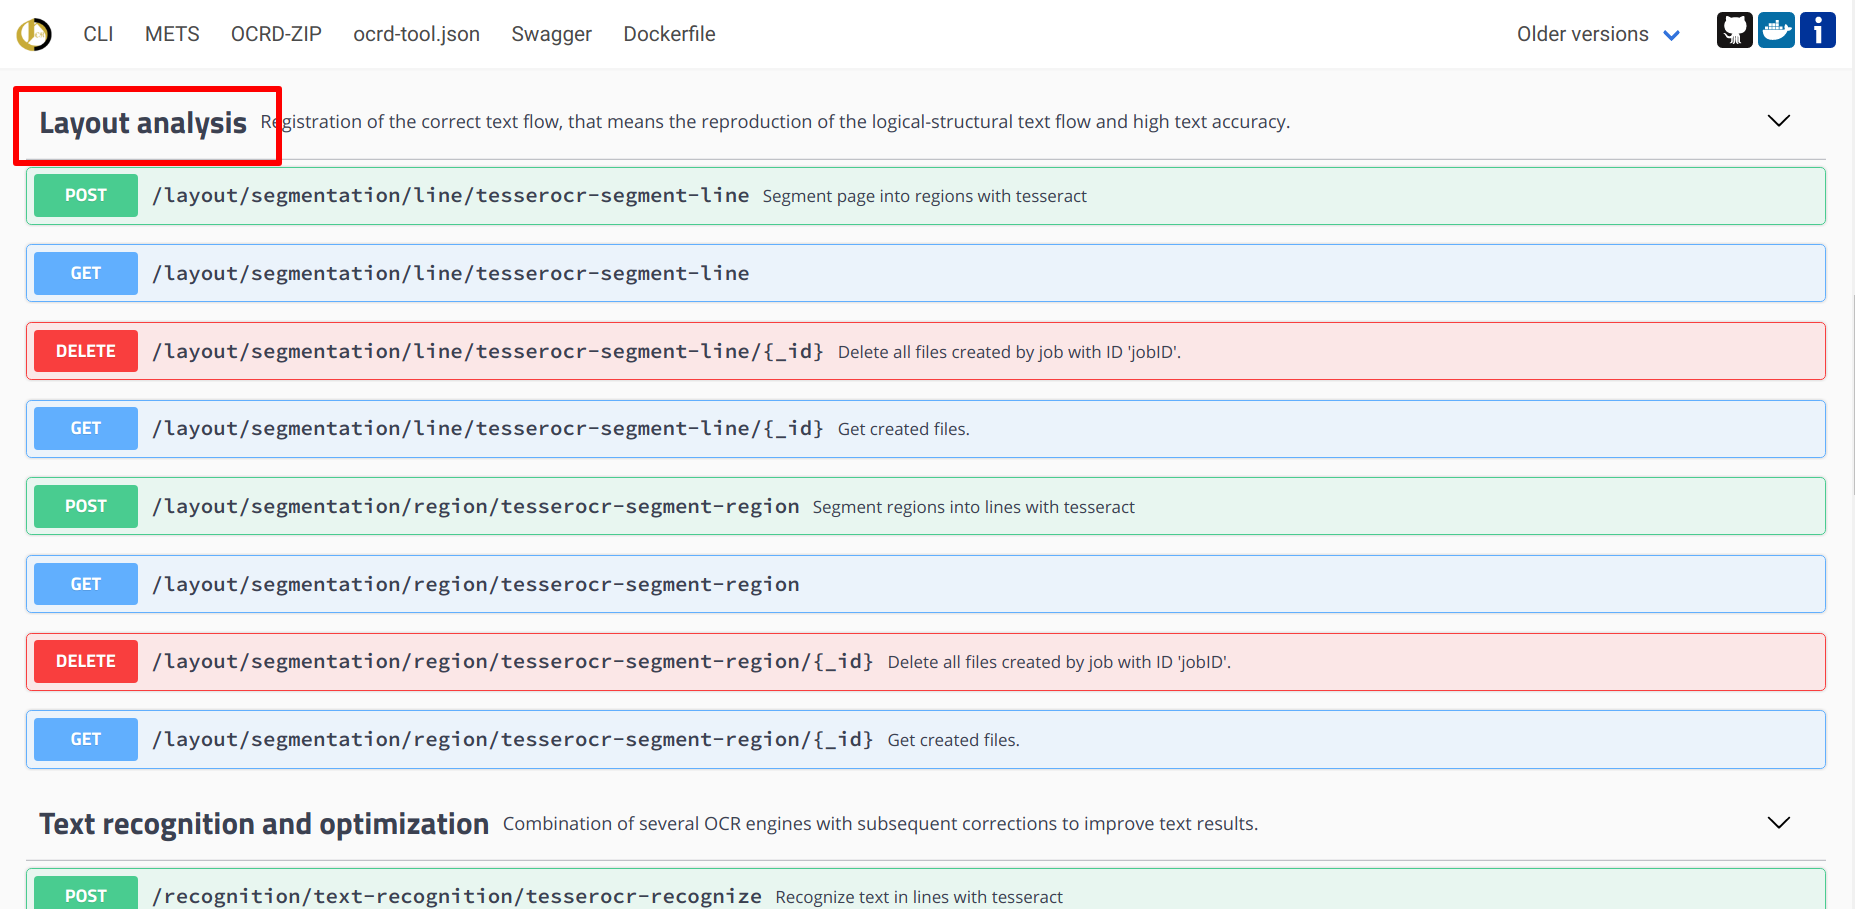 CLI METS OCRD-ZIP ocrd-tool.json Swagger Dockerfile Older versions
Layout analysis Registration of the correct text flow, that means the reproduction of the logical-structural text flow and high text accuracy.
POST /layout/segmentation/line/tesserocr-segment-line Segment page into regions with tesseract
GET /layout/segmentation/line/tesserocr-segment-line
DELETE /layout/segmentation/line/tesserocr-segment-line/{_id} Delete all files created by job with ID 'jobID'.
GET /layout/segmentation/line/tesserocr-segment-line/{_id} Get created files.
POST /layout/segmentation/region/tesserocr-segment-region Segment regions into lines with tesseract
GET /layout/segmentation/region/tesserocr-segment-region
DELETE /layout/segmentation/region/tesserocr-segment-region/{_id} Delete all files created by job with ID 'jobID'.
GET /layout/segmentation/region/tesserocr-segment-region/{_id} Get created files.
Text recognition and optimization Combination of several OCR engines with subsequent corrections to improve text results.
POST /recognition/text-recognition/tesserocr-recognize Recognize text in lines with tesseract